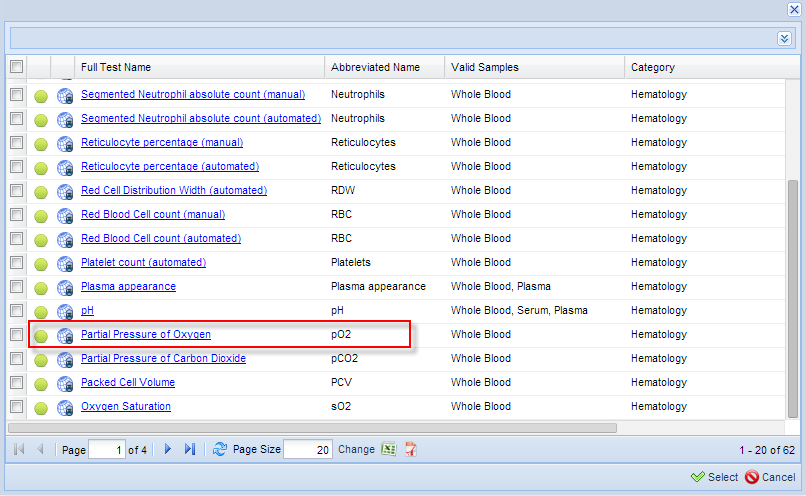 Full Test Name Abbreviated Name Valid Samples Category
Segmented Neutrophil absolute count (manual) Neutrophils Whole Blood Hematology
Segmented Neutrophil absolute count (automated) Neutrophils Whole Blood Hematology
Reticulocyte percentage (manual) Reticulocytes Whole Blood Hematology
Reticulocyte percentage (automated) Reticulocytes Whole Blood Hematology
Red Cell Distribution Width (automated) RDW Whole Blood Hematology
Red Blood Cell count (manual) RBC Whole Blood Hematology
Red Blood Cell count (automated) RBC Whole Blood Hematology
Platelet count (automated) Platelets Whole Blood Hematology
Plasma appearance Plasma appearance Whole Blood, Plasma Hematology
pH pH Whole Blood, Serum, Plasma Hematology
Partial Pressure of Oxygen pO2 Whole Blood Hematology
Partial Pressure of Carbon Dioxide pCO2 Whole Blood Hematology
Packed Cell Volume PCV Whole Blood Hematology
Oxygen Saturation sO2 Whole Blood Hematology
Page 1 of 4 Page Size 20 Change 1 - 20 of 62
Select Cancel